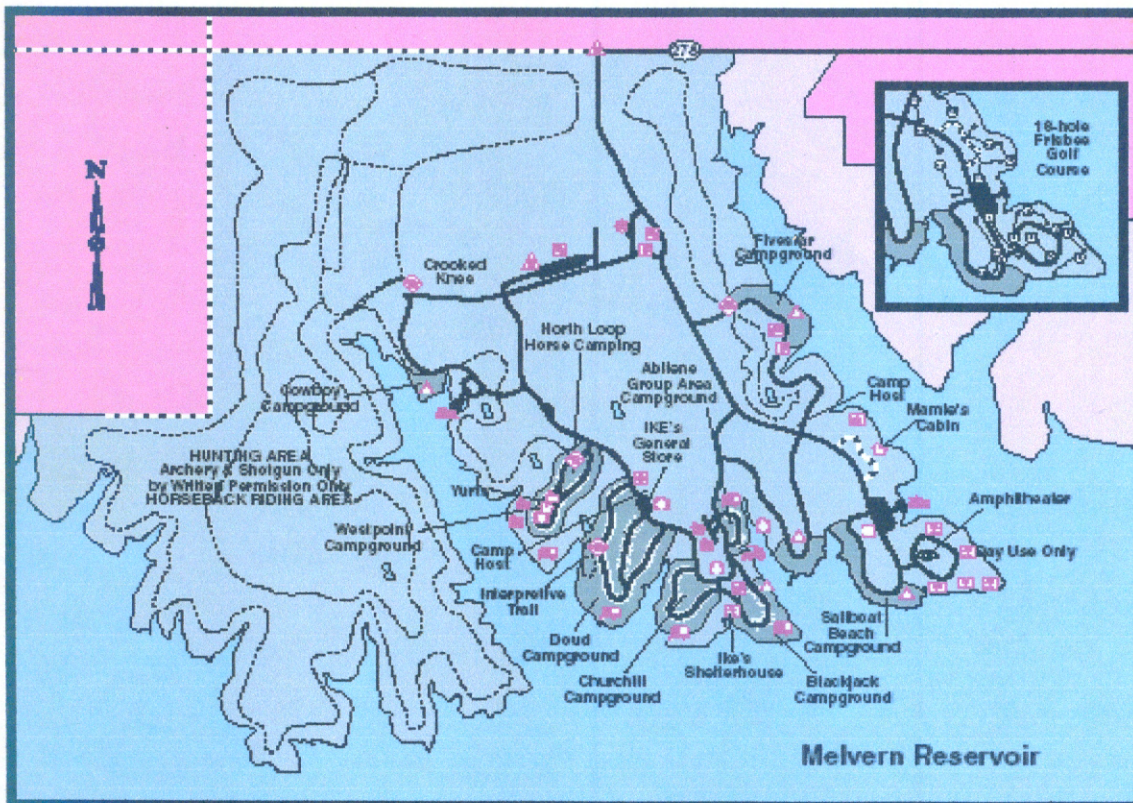 278
18-hole
Frisbee
Golf
Course
N
Fivestar
Campground
Crooked
Knee
North Loop
Horse Camping
Abilene
Group Area
Campground
Cowboy
Campground
Camp
Host
Mamie's
Cabin
IKE's
General
Store
HUNTING AREA
Archery & Shotgun Only
by Written Permission Only
HORSEBACK RIDING AREA
Yurts
Amphitheater
Westpoint
Campground
Camp
Host
Day Use Only
Interpretive
Trail
Doud
Campground
Sailboat
Beach
Campground
Churchill
Campground
Ike's
Shelterhouse
Blackjack
Campground
Melvern Reservoir